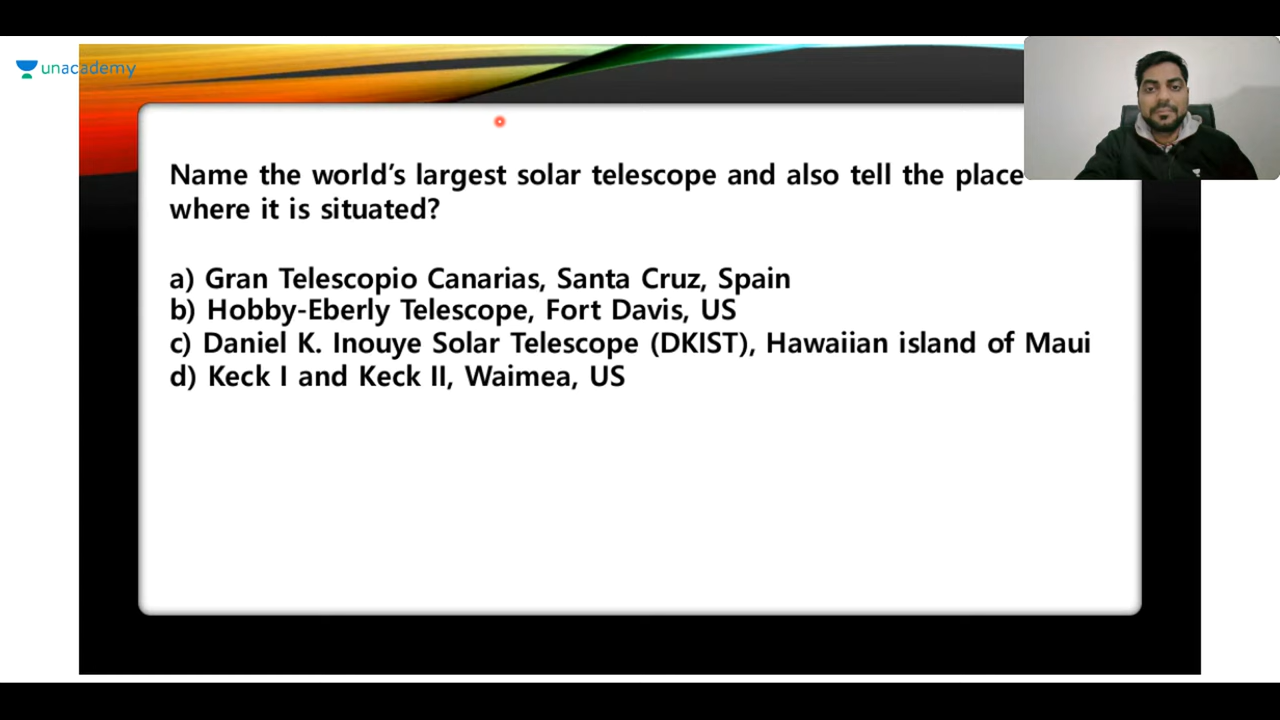 unacademy
Name the world's largest solar telescope and also tell the place
where it is situated?
a) Gran Telescopio Canarias, Santa Cruz, Spain
b) Hobby-Eberly Telescope, Fort Davis, US
c) Daniel K. Inouye Solar Telescope (DKIST), Hawaiian island of Maui
d) Keck I and Keck II, Waimea, US